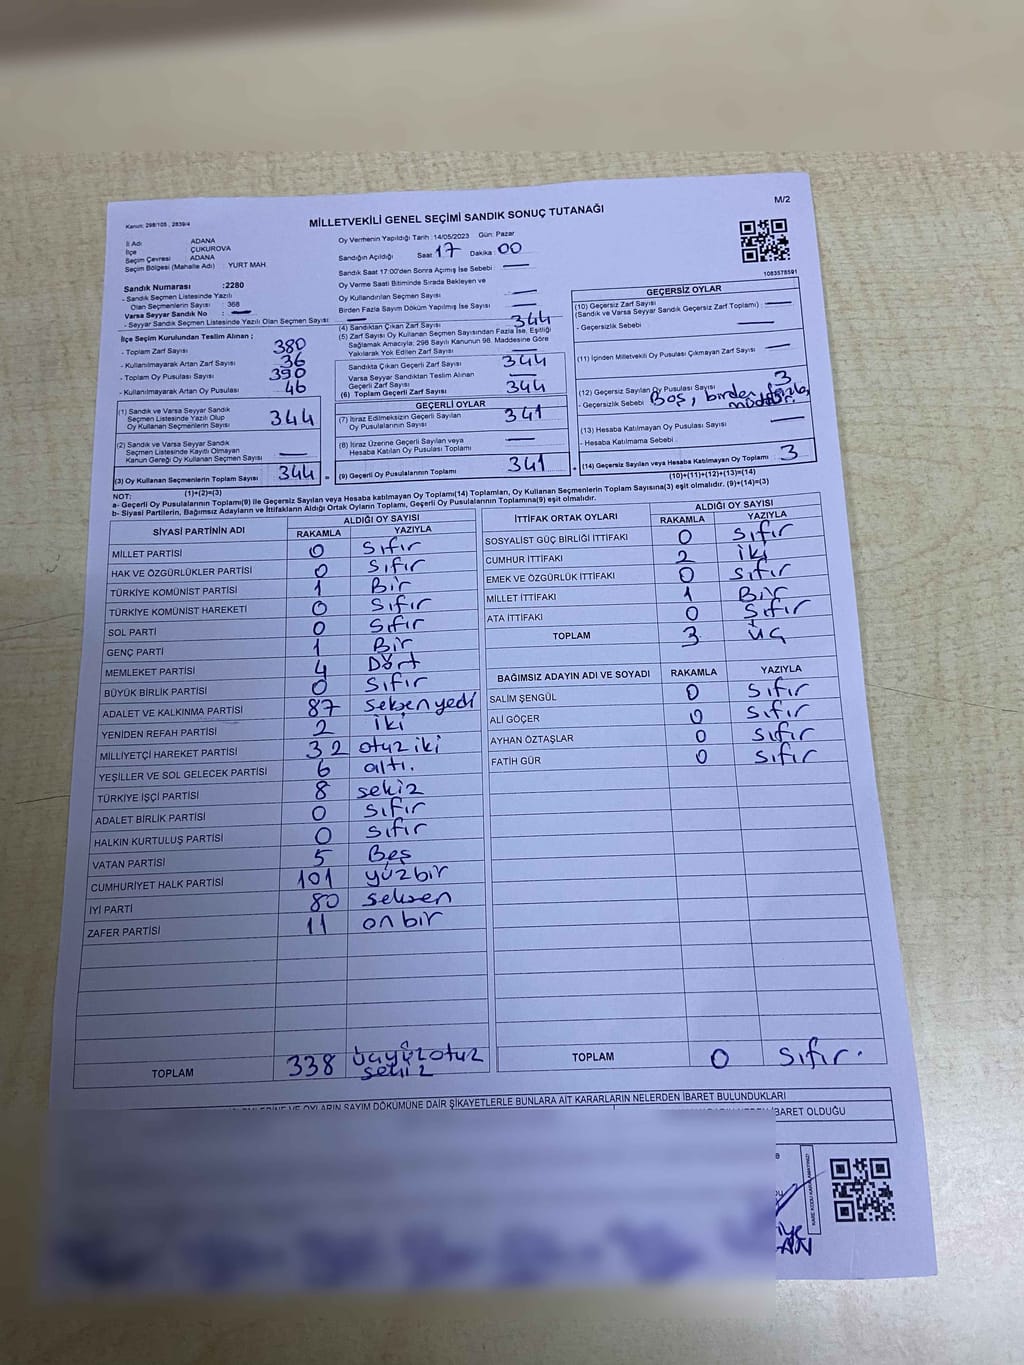 M/2
Kanun: 298/105 , 2839/4
MİLLETVEKİLİ GENEL SEÇİMİ SANDIK SONUÇ TUTANAĞI
1083578591
İl Adı ADANA
İlçe ÇUKUROVA
Seçim Çevresi ADANA
Seçim Bölgesi (Mahalle Adı) YURT MAH
Sandık Numarası :2280
- Sandık Seçmen Listesinde Yazılı
Olan Seçmenlerin Sayısı 368
Varsa Seyyar Sandık No : —
- Seyyar Sandık Seçmen Listesinde Yazılı Olan Seçmen Sayısı —
İlçe Seçim Kurulundan Teslim Alınan ;
- Toplam Zarf Sayısı 380
- Kullanılmayarak Artan Zarf Sayısı 36
- Toplam Oy Pusulası Sayısı 390
- Kullanılmayarak Artan Oy Pusulası 46
(1) Sandık ve Varsa Seyyar Sandık
Seçmen Listesinde Yazılı Olup
Oy Kullanan Seçmenlerin Sayısı 344
(2) Sandık ve Varsa Seyyar Sandık
Seçmen Listesinde Kayıtlı Olmayan
Kanun Gereği Oy Kullanan Seçmen Sayısı —
(3) Oy Kullanan Seçmenlerin Toplam Sayısı 344 =
(1)+(2)=(3)
Oy Vermenin Yapıldığı Tarih :14/05/2023 Gün: Pazar
Sandığın Açıldığı Saat: 17 Dakika : 00
Sandık Saat 17:00'den Sonra Açılmış İse Sebebi —
Oy Verme Saati Bitiminde Sırada Bekleyen ve
Oy Kullandırılan Seçmen Sayısı —
Birden Fazla Sayım Döküm Yapılmış İse Sayısı —
(4) Sandıktan Çıkan Zarf Sayısı 344
(5) Zarf Sayısı Oy Kullanan Seçmen Sayısından Fazla İse, Eşitliği
Sağlamak Amacıyla; 298 Sayılı Kanunun 98. Maddesine Göre
Yakılarak Yok Edilen Zarf Sayısı —
Sandıkta Çıkan Geçerli Zarf Sayısı 344
Varsa Seyyar Sandıktan Teslim Alınan
Geçerli Zarf Sayısı —
(6) Toplam Geçerli Zarf Sayısı 344
GEÇERLİ OYLAR
(7) İtiraz Edilmeksizin Geçerli Sayılan
Oy Pusulasının Sayısı 341
(8) İtiraz Üzerine Geçerli Sayılan veya
Hesaba Katılan Oy Pusulası Toplamı —
(9) Geçerli Oy Pusulalarının Toplamı 341 +
GEÇERSİZ OYLAR
(10) Geçersiz Zarf Sayısı
(Sandık ve Varsa Seyyar Sandık Geçersiz Zarf Toplamı) —
- Geçersizlik Sebebi —
(11) İçinden Milletvekili Oy Pusulası Çıkmayan Zarf Sayısı —
(12) Geçersiz Sayılan Oy Pusulası Sayısı 3
- Geçersizlik Sebebi Boş, birden fazla
(13) Hesaba Katılmayan Oy Pusulası Sayısı —
- Hesaba Katılmama Sebebi —
(14) Geçersiz Sayılan veya Hesaba Katılmayan Oy Toplamı 3
(10)+(11)+(12)+(13)=(14)
NOT:
a- Geçerli Oy Pusulalarının Toplamı(9) ile Geçersiz Sayılan veya Hesaba katılmayan Oy Toplamı(14) Toplamları, Oy Kullanan Seçmenlerin Toplam Sayısına(3) eşit olmalıdır. (9)+(14)=(3)
b- Siyasi Partilerin, Bağımsız Adayların ve İttifakların Aldığı Ortak Oyların Toplamı, Geçerli Oy Pusulalarının Toplamına(9) eşit olmalıdır.
SİYASİ PARTİNİN ADI ALDIĞI OY SAYISI
RAKAMLA YAZIYLA
MİLLET PARTİSİ 0 Sıfır
HAK VE ÖZGÜRLÜKLER PARTİSİ 0 Sıfır
TÜRKİYE KOMÜNİST PARTİSİ 1 Bir
TÜRKİYE KOMÜNİST HAREKETİ 0 Sıfır
SOL PARTİ 0 Sıfır
GENÇ PARTİ 1 Bir
MEMLEKET PARTİSİ 4 Dört
BÜYÜK BİRLİK PARTİSİ 0 Sıfır
ADALET VE KALKINMA PARTİSİ 87 seksen yedi
YENİDEN REFAH PARTİSİ 2 iki
MİLLİYETÇİ HAREKET PARTİSİ 32 otuz iki
YEŞİLLER VE SOL GELECEK PARTİSİ 6 altı.
TÜRKİYE İŞÇİ PARTİSİ 8 sekiz
ADALET BİRLİK PARTİSİ 0 Sıfır
HALKIN KURTULUŞ PARTİSİ 0 Sıfır
VATAN PARTİSİ 5 Beş
CUMHURİYET HALK PARTİSİ 101 yüzbir
İYİ PARTİ 80 seksen
ZAFER PARTİSİ 11 on bir
TOPLAM 338 üçyüzotuz
sekiz
İTTİFAK ORTAK OYLARI ALDIĞI OY SAYISI
RAKAMLA YAZIYLA
SOSYALİST GÜÇ BİRLİĞİ İTTİFAKI 0 Sıfır
CUMHUR İTTİFAKI 2 iki
EMEK VE ÖZGÜRLÜK İTTİFAKI 0 Sıfır
MİLLET İTTİFAKI 1 Bir
ATA İTTİFAKI 0 Sıfır
TOPLAM 3 üç
BAĞIMSIZ ADAYIN ADI VE SOYADI RAKAMLA YAZIYLA
SALİM ŞENGÜL 0 Sıfır
ALİ GÖÇER 0 Sıfır
AYHAN ÖZTAŞLAR 0 Sıfır
FATİH GÜR 0 Sıfır
TOPLAM 0 Sıfır.
OYLARIN SAYIM DÖKÜMÜNE DAİR ŞİKAYETLERLE BUNLARA AİT KARARLARIN NELERDEN İBARET BULUNDUKLARI
İBARET OLDUĞU